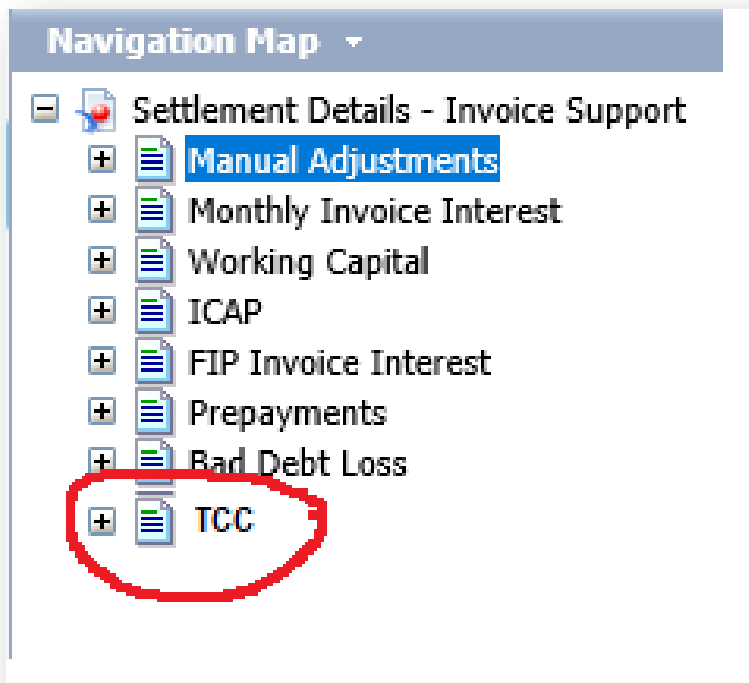 Navigation Map
Settlement Details - Invoice Support
Manual Adjustments
Monthly Invoice Interest
Working Capital
ICAP
FIP Invoice Interest
Prepayments
Bad Debt Loss
TCC